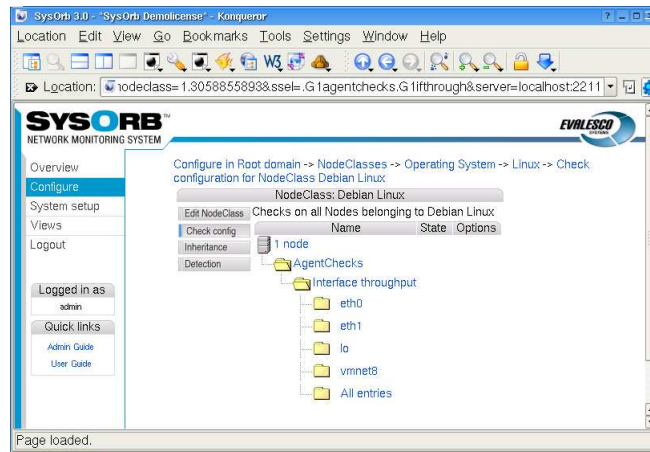 SysOrb 3.0 - "SysOrb Demolicense" - Konqueror
Location Edit View Go Bookmarks Tools Settings Window Help
Location: nodeclass=1.3058855893&ssel=.G1agentchecks.G1ifthrough&server=localhost:2211
SYSORB™
NETWORK MONITORING SYSTEM
EVALESCO
SYSTEMS
Overview
Configure
System setup
Views
Logout
Logged in as
admin
Quick links
Admin Guide
User Guide
Configure in Root domain -> NodeClasses -> Operating System -> Linux -> Check
configuration for NodeClass Debian Linux
NodeClass: Debian Linux
Edit NodeClass
Check config
Inheritance
Detection
Checks on all Nodes belonging to Debian Linux
Name State Options
1 node
AgentChecks
Interface throughput
eth0
eth1
lo
vmnet8
All entries
Page loaded.